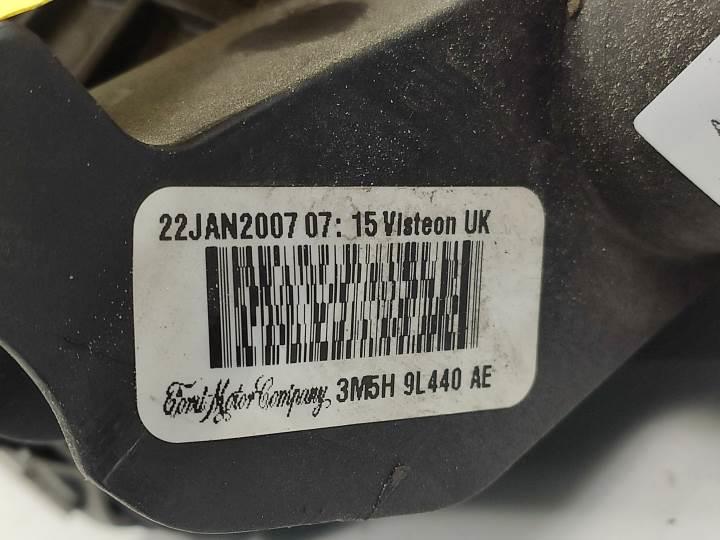 22JAN2007 07: 15 Visteon UK
Ford Motor Company 3M5H 9L440 AE